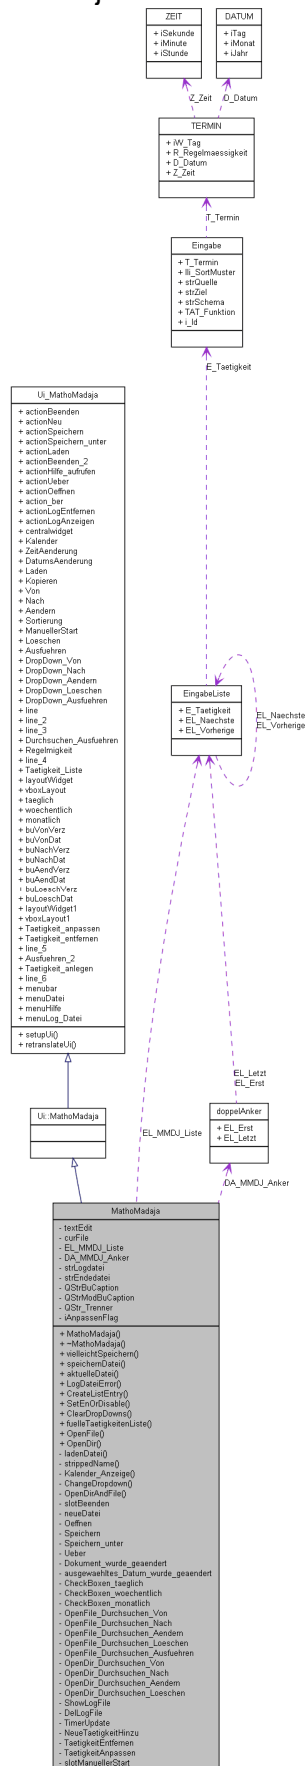 ZEIT
+ iSekunde
+ iMinute
+ iStunde
DATUM
+ iTag
+ iMonat
+ iJahr
Z_Zeit
D_Datum
TERMIN
+ iW_Tag
+ R_Regelmaessigkeit
+ D_Datum
+ Z_Zeit
T_Termin
Eingabe
+ T_Termin
+ lli_SortMuster
+ strQuelle
+ strZiel
+ strSchema
+ TAT_Funktion
+ i_Id
E_Taetigkeit
Ui_MathoMadaja
+ actionBeenden
+ actionNeu
+ actionSpeichern
+ actionSpeichern_unter
+ actionLaden
+ actionBeenden_2
+ actionHilfe_aufrufen
+ actionUeber
+ actionOeffnen
+ action_ber
+ actionLogEntfernen
+ actionLogAnzeigen
+ centralwidget
+ Kalender
+ ZeitAenderung
+ DatumsAenderung
+ Laden
+ Kopieren
+ Von
+ Nach
+ Aendern
+ Sortierung
+ ManuellerStart
+ Loeschen
+ Ausfuehren
+ DropDown_Von
+ DropDown_Nach
+ DropDown_Aendern
+ DropDown_Loeschen
+ DropDown_Ausfuehren
+ line
+ line_2
+ line_3
+ Durchsuchen_Ausfuehren
+ Regelmigkeit
+ line_4
+ Taetigkeit_Liste
+ layoutWidget
+ vboxLayout
+ taeglich
+ woechentlich
+ monatlich
+ buVonVerz
+ buVonDat
+ buNachVerz
+ buNachDat
+ buAendVerz
+ buAendDat
+ buLoeschVerz
+ buLoeschDat
+ layoutWidget1
+ vboxLayout1
+ Taetigkeit_anpassen
+ Taetigkeit_entfernen
+ line_5
+ Ausfuehren_2
+ Taetigkeit_anlegen
+ line_6
+ menubar
+ menuDatei
+ menuHilfe
+ menuLog_Datei
+ setupUi()
+ retranslateUi()
EingabeListe
+ E_Taetigkeit
+ EL_Naechste
+ EL_Vorherige
EL_Naechste
EL_Vorherige
Ui::MathoMadaja
EL_MMDJ_Liste
EL_Letzt
EL_Erst
doppelAnker
+ EL_Erst
+ EL_Letzt
DA_MMDJ_Anker
MathoMadaja
- textEdit
- curFile
- EL_MMDJ_Liste
- DA_MMDJ_Anker
- strLogdatei
- strEndedatei
- QStrBuCaption
- QStrModBuCaption
- QStr_Trenner
- iAnpassenFlag
+ MathoMadaja()
+ ~MathoMadaja()
+ vielleichtSpeichern()
+ speichernDatei()
+ aktuelleDatei()
+ LogDateiError()
+ CreateListEntry()
+ SetEnOrDisable()
+ ClearDropDowns()
+ fuelleTaetigkeitenListe()
+ OpenFile()
+ OpenDir()
- ladenDatei()
- strippedName()
- Kalender_Anzeige()
- ChangeDropdown()
- OpenDirAndFile()
- slotBeenden
- neueDatei
- Oeffnen
- Speichern
- Speichern_unter
- Ueber
- Dokument_wurde_geaendert
- ausgewaehltes_Datum_wurde_geaendert
- CheckBoxen_taeglich
- CheckBoxen_woechentlich
- CheckBoxen_monatlich
- OpenFile_Durchsuchen_Von
- OpenFile_Durchsuchen_Nach
- OpenFile_Durchsuchen_Aendern
- OpenFile_Durchsuchen_Loeschen
- OpenFile_Durchsuchen_Ausfuehren
- OpenDir_Durchsuchen_Von
- OpenDir_Durchsuchen_Nach
- OpenDir_Durchsuchen_Aendern
- OpenDir_Durchsuchen_Loeschen
- ShowLogFile
- DelLogFile
- TimerUpdate
- NeueTaetigkeitHinzu
- TaetigkeitEntfernen
- TaetigkeitAnpassen
- slotManuellerStart